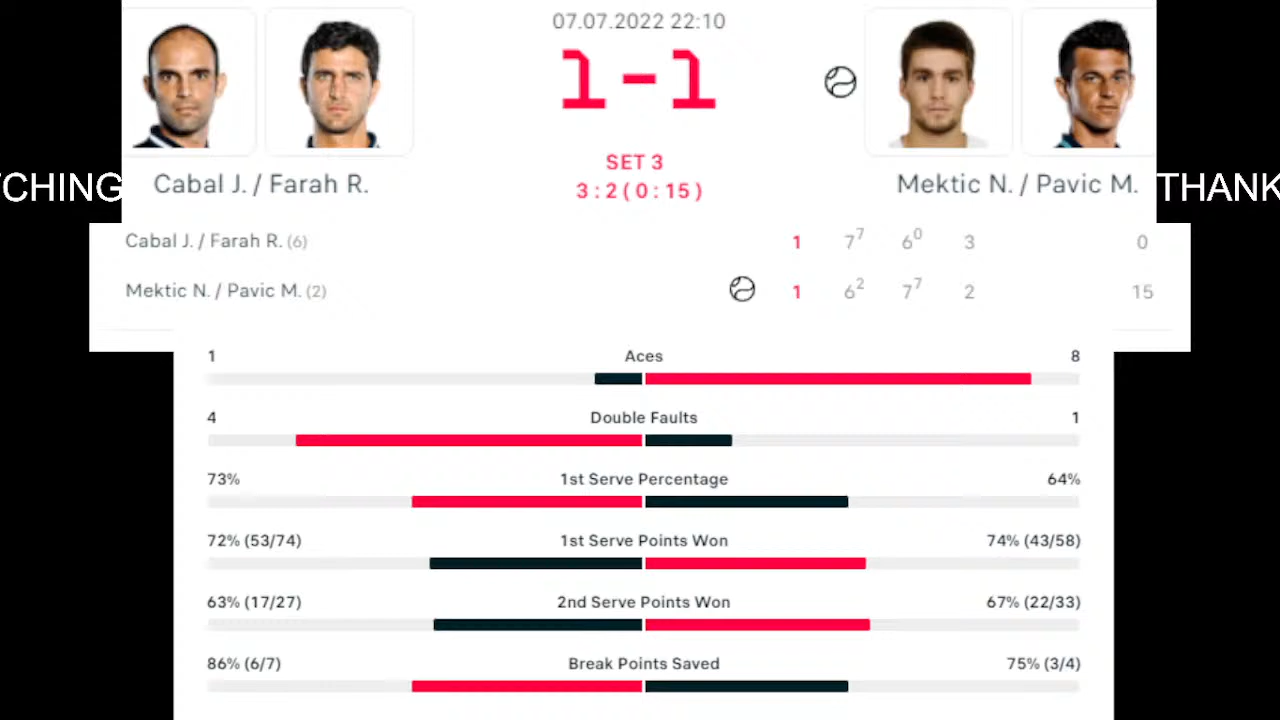 07.07.2022 22:10
1-1
SET 3
3 : 2 ( 0 : 15 )
TCHING Cabal J. / Farah R. Mektic N. / Pavic M. THANK
Cabal J. / Farah R. (6) 1 7⁷ 6⁰ 3 0
Mektic N. / Pavic M. (2) 1 6² 7⁷ 2 15
1 Aces 8
4 Double Faults 1
73% 1st Serve Percentage 64%
72% (53/74) 1st Serve Points Won 74% (43/58)
63% (17/27) 2nd Serve Points Won 67% (22/33)
86% (6/7) Break Points Saved 75% (3/4)